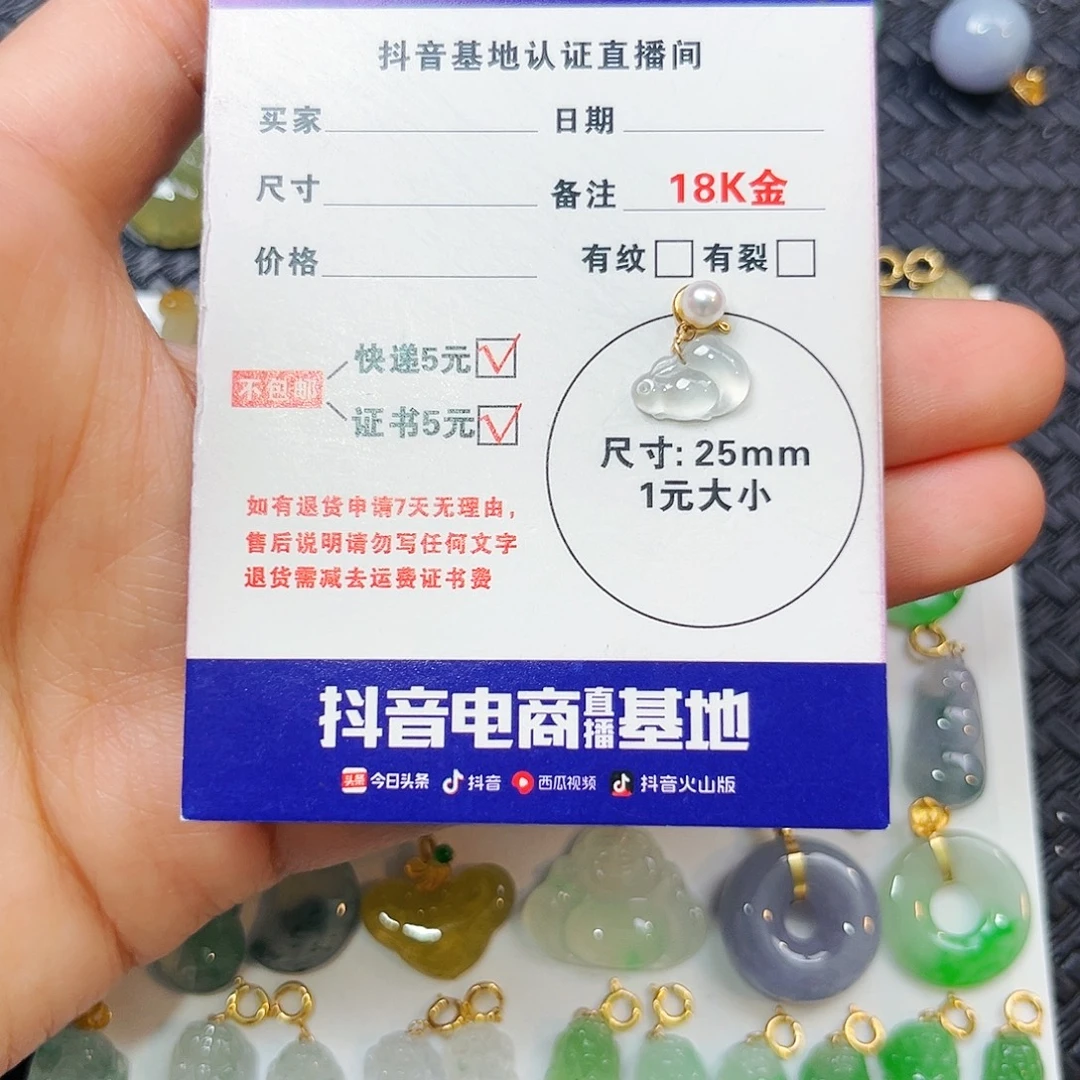 抖音基地认证直播间
买家 日期
尺寸 备注 18K金
价格 有纹 有裂
不包邮
快递5元
证书5元
尺寸: 25mm
1元大小
如有退货申请7天无理由,
售后说明请勿写任何文字
退货需减去运费证书费
抖音电商直播基地
头条 今日头条 抖音 西瓜视频 抖音火山版